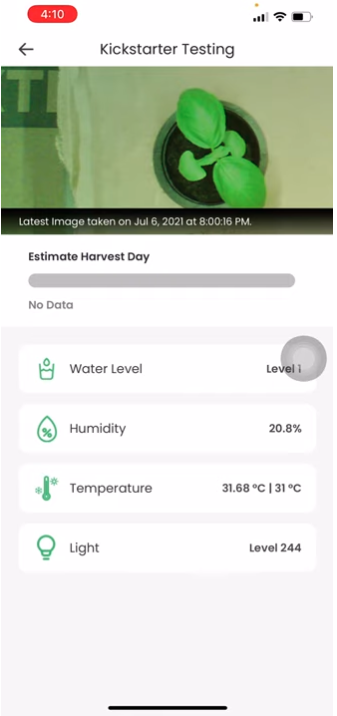 4:10
Kickstarter Testing
Latest Image taken on Jul 6, 2021 at 8:00:16 PM.
Estimate Harvest Day
No Data
Water Level Level 1
% Humidity 20.8%
Temperature 31.68 ºC | 31 ºC
Light Level 244